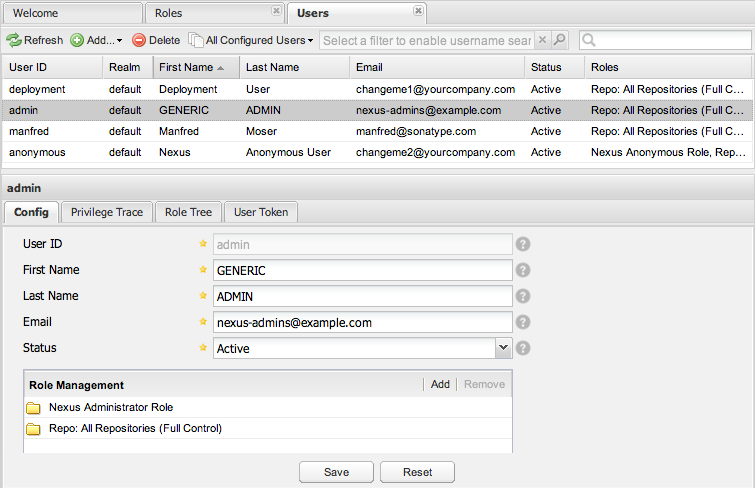 Welcome Roles Users
Refresh Add... Delete All Configured Users Select a filter to enable username sear
User ID Realm First Name Last Name Email Status Roles
deployment default Deployment User changeme1@yourcompany.com Active Repo: All Repositories (Full C...
admin default GENERIC ADMIN nexus-admins@example.com Active Repo: All Repositories (Full C...
manfred default Manfred Moser manfred@sonatype.com Active Repo: All Repositories (Full C...
anonymous default Nexus Anonymous User changeme2@yourcompany.com Active Nexus Anonymous Role, Rep...
admin
Config Privilege Trace Role Tree User Token
User ID admin ?
First Name GENERIC ?
Last Name ADMIN ?
Email nexus-admins@example.com ?
Status Active ?
Role Management Add Remove
Nexus Administrator Role
Repo: All Repositories (Full Control)
Save Reset